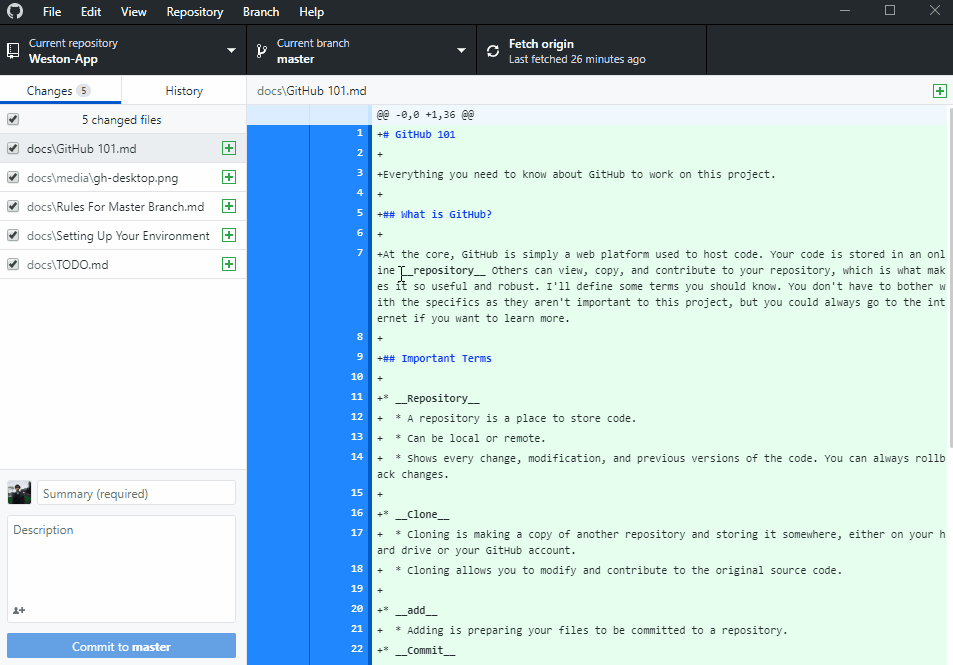 File Edit View Repository Branch Help
Current repository
Weston-App
Current branch
master
Fetch origin
Last fetched 26 minutes ago
Changes 5
History
docs\GitHub 101.md
5 changed files
docs\GitHub 101.md
docs\media\gh-desktop.png
docs\Rules For Master Branch.md
docs\Setting Up Your Environment
docs\TODO.md
Summary (required)
Description
Commit to master
@@ -0,0 +1,36 @@
1 +# GitHub 101
2 +
3 +Everything you need to know about GitHub to work on this project.
4 +
5 +## What is GitHub?
6 +
7 +At the core, GitHub is simply a web platform used to host code. Your code is stored in an onl
ine __repository__ Others can view, copy, and contribute to your repository, which is what mak
es it so useful and robust. I'll define some terms you should know. You don't have to bother w
ith the specifics as they aren't important to this project, but you could always go to the int
ernet if you want to learn more.
8 +
9 +## Important Terms
10 +
11 +* __Repository__
12 +  * A repository is a place to store code.
13 +  * Can be local or remote.
14 +  * Shows every change, modification, and previous versions of the code. You can always rollb
ack changes.
15 +
16 +* __Clone__
17 +  * Cloning is making a copy of another repository and storing it somewhere, either on your h
ard drive or your GitHub account.
18 +  * Cloning allows you to modify and contribute to the original source code.
19 +
20 +* __add__
21 +  * Adding is preparing your files to be committed to a repository.
22 +* __Commit__